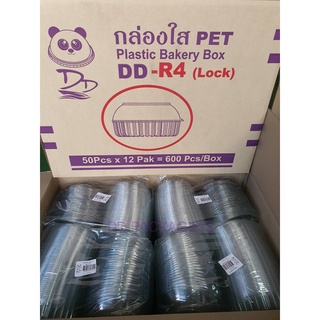 กล่องใส PET
Plastic Bakery Box
DD-R4 (Lock)
DD
50Pcs x 12 Pak = 600 Pcs/Box